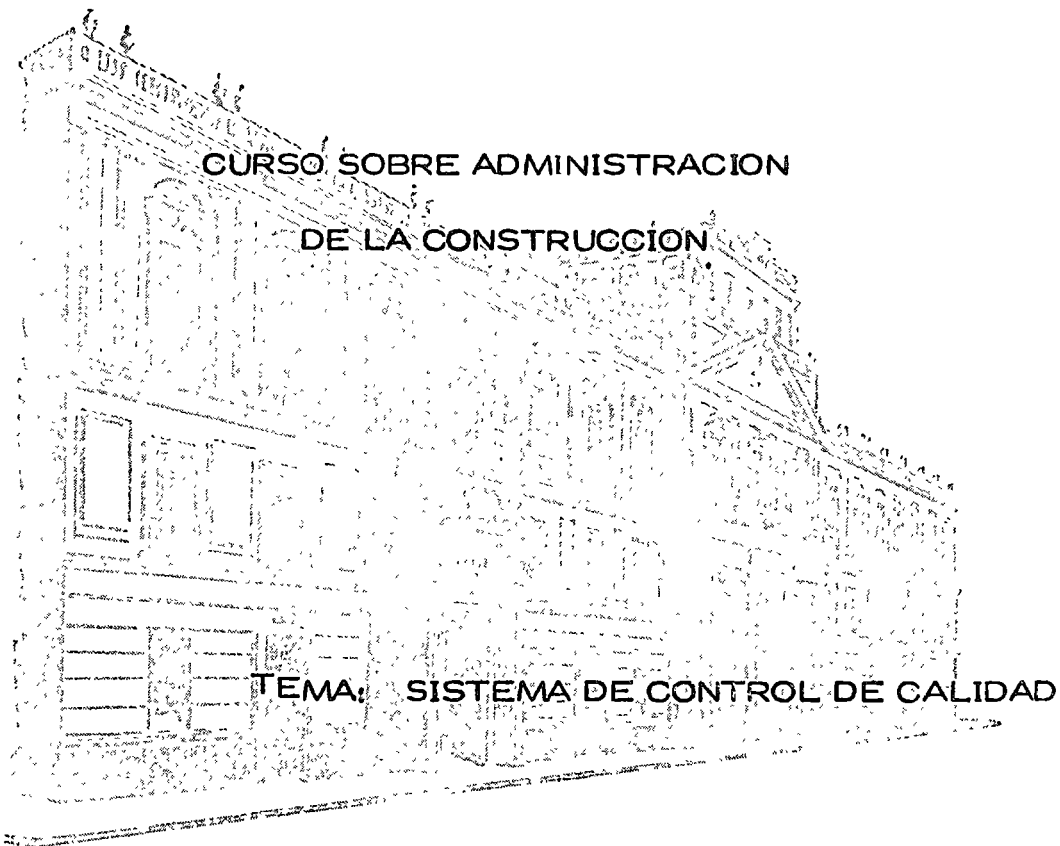 CURSO SOBRE ADMINISTRACION
DE LA CONSTRUCCION
TEMA: SISTEMA DE CONTROL DE CALIDAD